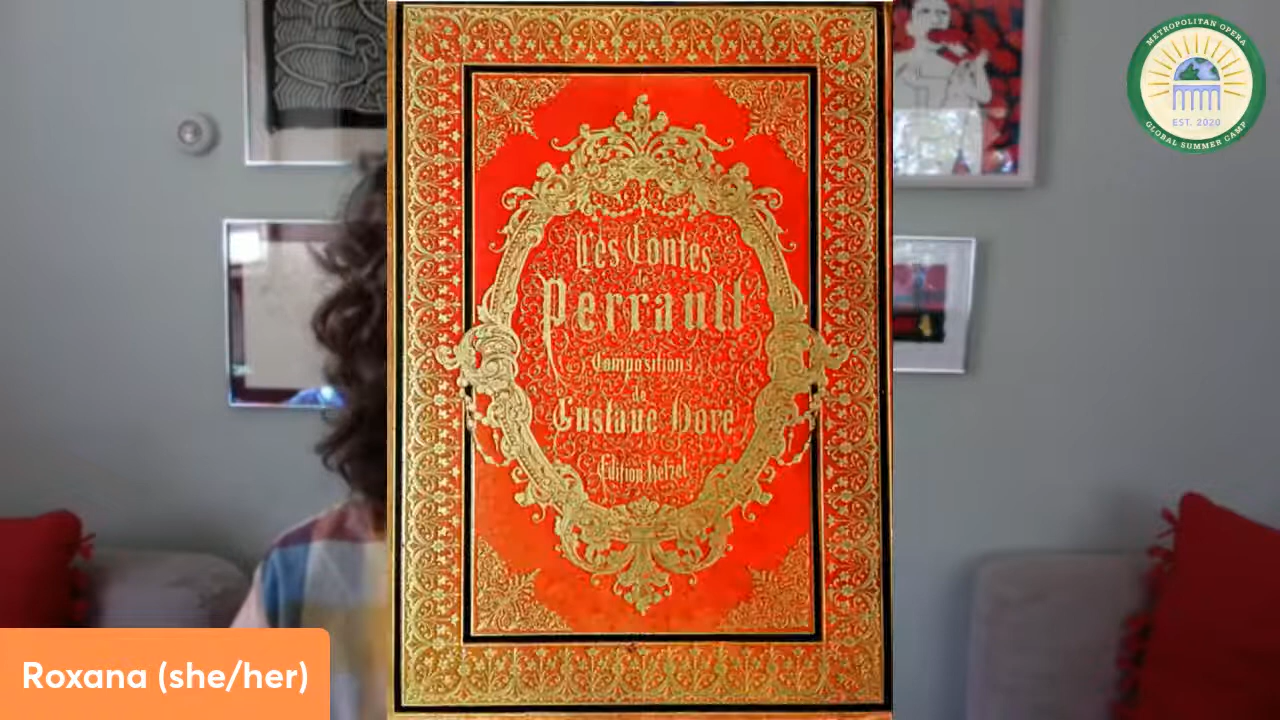 Les Contes
de
Perrault
Compositions
de
Gustave Doré
Édition Hetzel
METROPOLITAN OPERA
EST. 2020
GLOBAL SUMMER CAMP
Roxana (she/her)